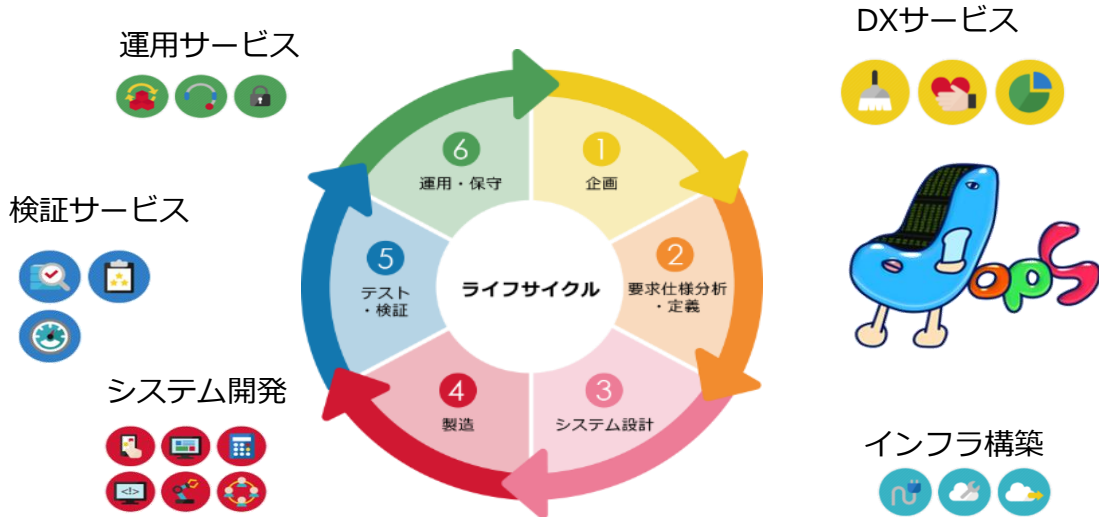 運用サービス
DXサービス
6
運用・保守
1
企画
検証サービス
5
テスト
・検証
ライフサイクル
2
要求仕様分析
・定義
JopS
4
製造
3
システム設計
システム開発
<!>
インフラ構築